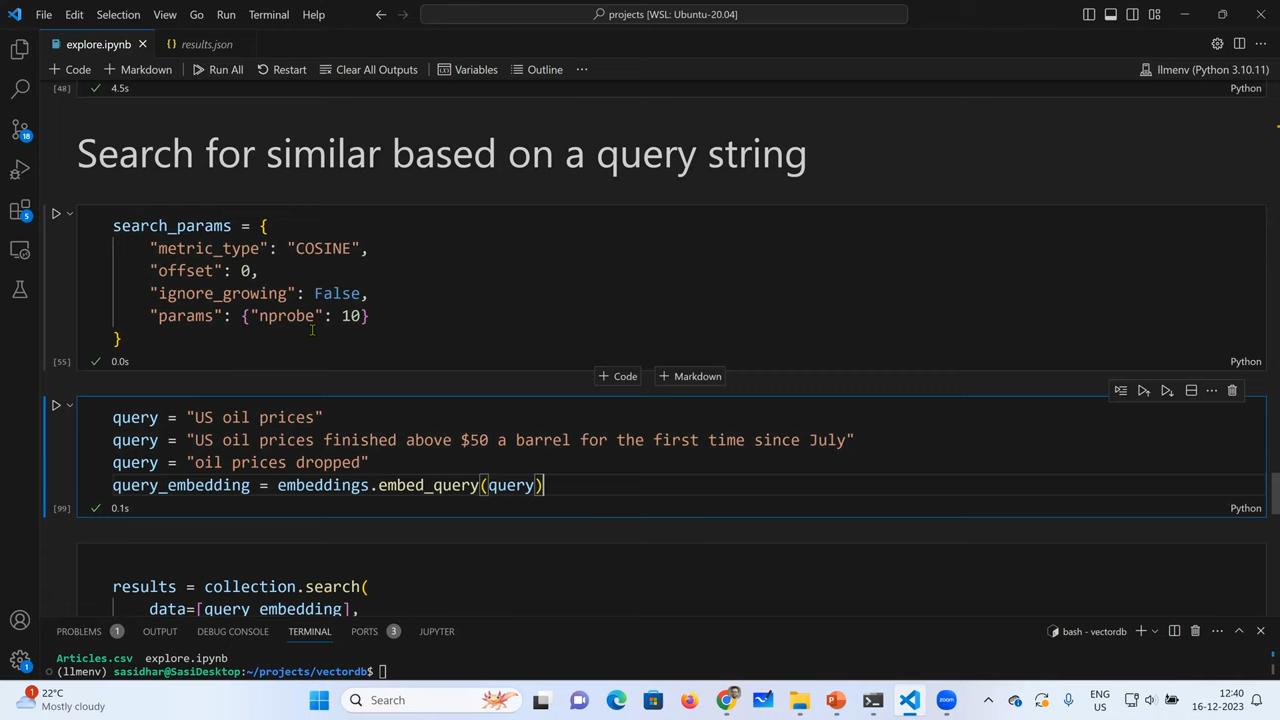 File Edit Selection View Go Run Terminal Help
projects [WSL: Ubuntu-20.04]
explore.ipynb
results.json
+ Code + Markdown Run All Restart Clear All Outputs Variables Outline ...
llmenv (Python 3.10.11)
[48] 4.5s Python
Search for similar based on a query string
search_params = {
"metric_type": "COSINE",
"offset": 0,
"ignore_growing": False,
"params": {"nprobe": 10}
}
[55] 0.0s Python
+ Code + Markdown
query = "US oil prices"
query = "US oil prices finished above $50 a barrel for the first time since July"
query = "oil prices dropped"
query_embedding = embeddings.embed_query(query)
[99] 0.1s Python
results = collection.search(
data=[query_embedding],
PROBLEMS 1 OUTPUT DEBUG CONSOLE TERMINAL PORTS 3 JUPYTER
bash - vectordb
Articles.csv explore.ipynb
(llmenv) sasidhar@SasiDesktop:~/projects/vectordb$
18
5
1
22°C
Mostly cloudy
Search
ENG
US
12:40
16-12-2023